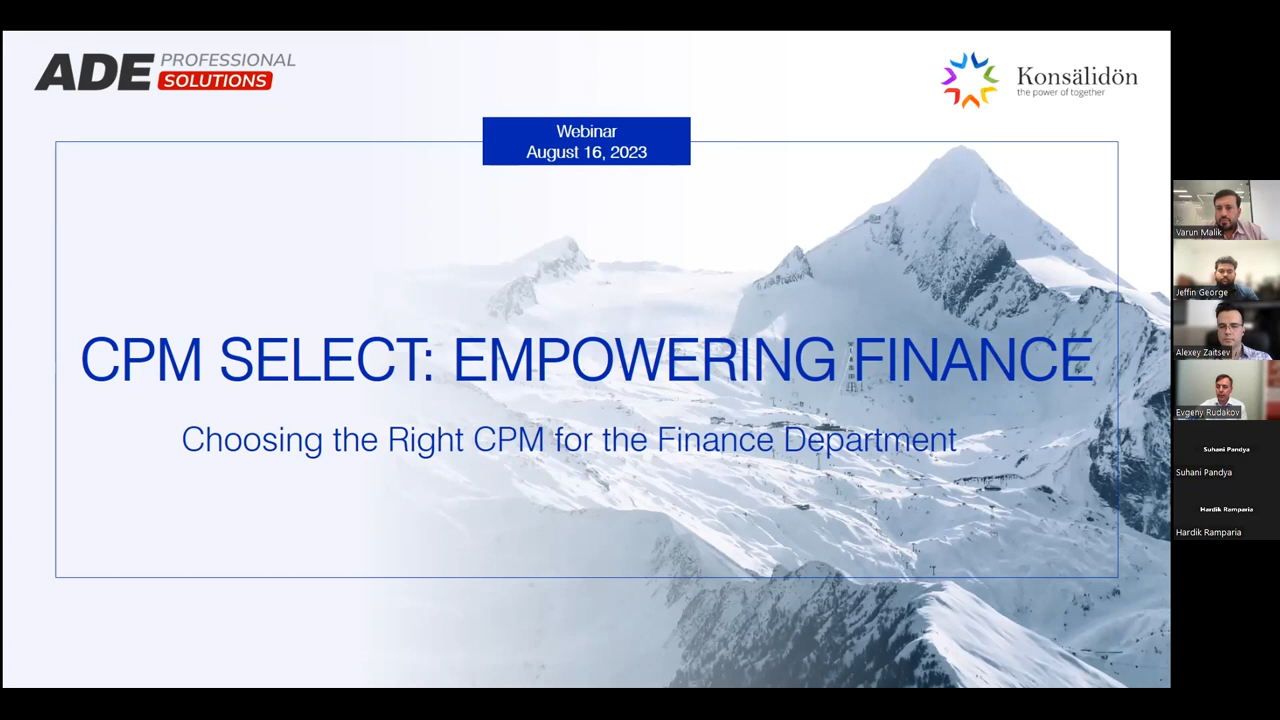 ADE PROFESSIONAL
SOLUTIONS
Konsälidön
the power of together
Webinar
August 16, 2023
CPM SELECT: EMPOWERING FINANCE
Choosing the Right CPM for the Finance Department
Varun Malik
Jeffin George
Alexey Zaitsev
Evgeny Rudakov
Suhani Pandya
Suhani Pandya
Hardik Ramparia
Hardik Ramparia